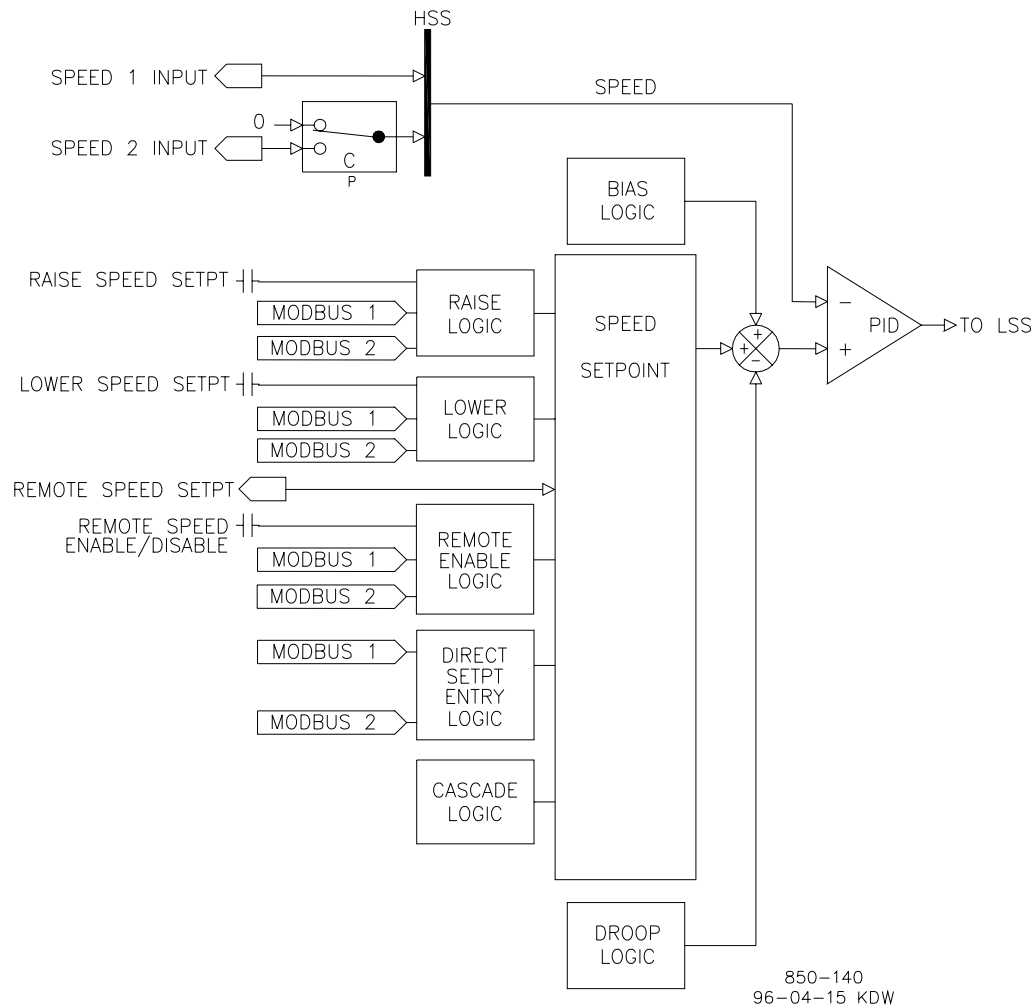 HSS
SPEED 1 INPUT
SPEED
0
SPEED 2 INPUT
C
P
BIAS
LOGIC
RAISE SPEED SETPT
MODBUS 1
MODBUS 2
RAISE
LOGIC
SPEED
SETPOINT
+
+
−
−
+
PID
TO LSS
LOWER SPEED SETPT
MODBUS 1
MODBUS 2
LOWER
LOGIC
REMOTE SPEED SETPT
REMOTE SPEED
ENABLE/DISABLE
MODBUS 1
MODBUS 2
REMOTE
ENABLE
LOGIC
MODBUS 1
MODBUS 2
DIRECT
SETPT
ENTRY
LOGIC
CASCADE
LOGIC
DROOP
LOGIC
850−140
96−04−15 KDW